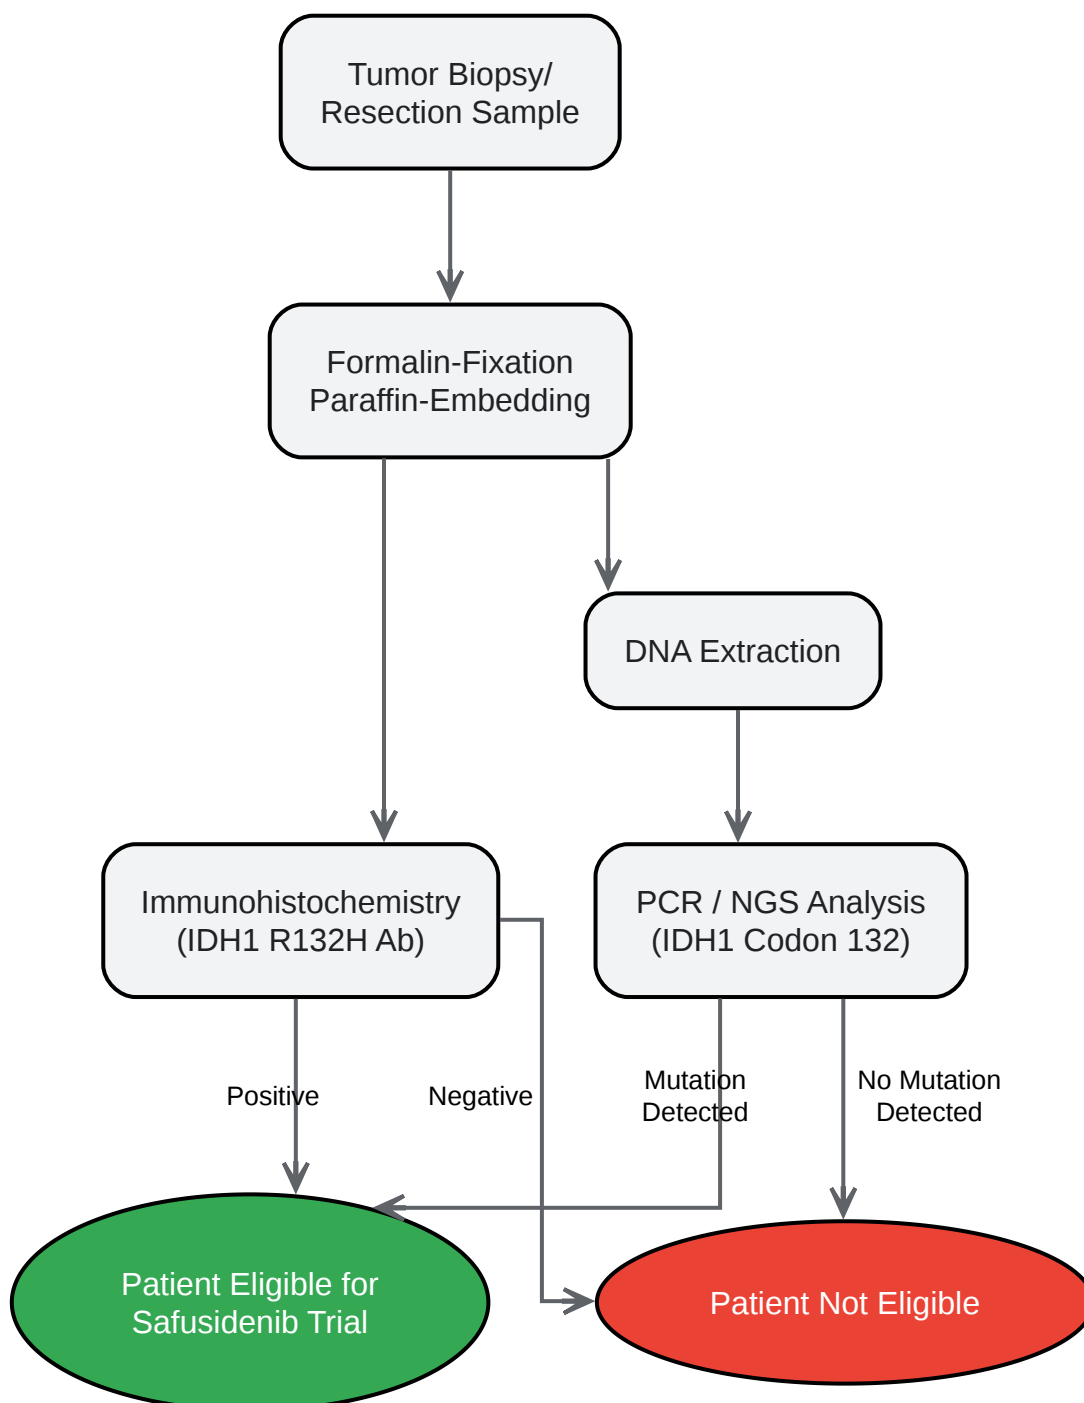 Tumor Biopsy/
Resection Sample
Formalin-Fixation
Paraffin-Embedding
DNA Extraction
Immunohistochemistry
(IDH1 R132H Ab)
PCR / NGS Analysis
(IDH1 Codon 132)
Positive
Negative
Mutation
Detected
No Mutation
Detected
Patient Eligible for
Safusidenib Trial
Patient Not Eligible